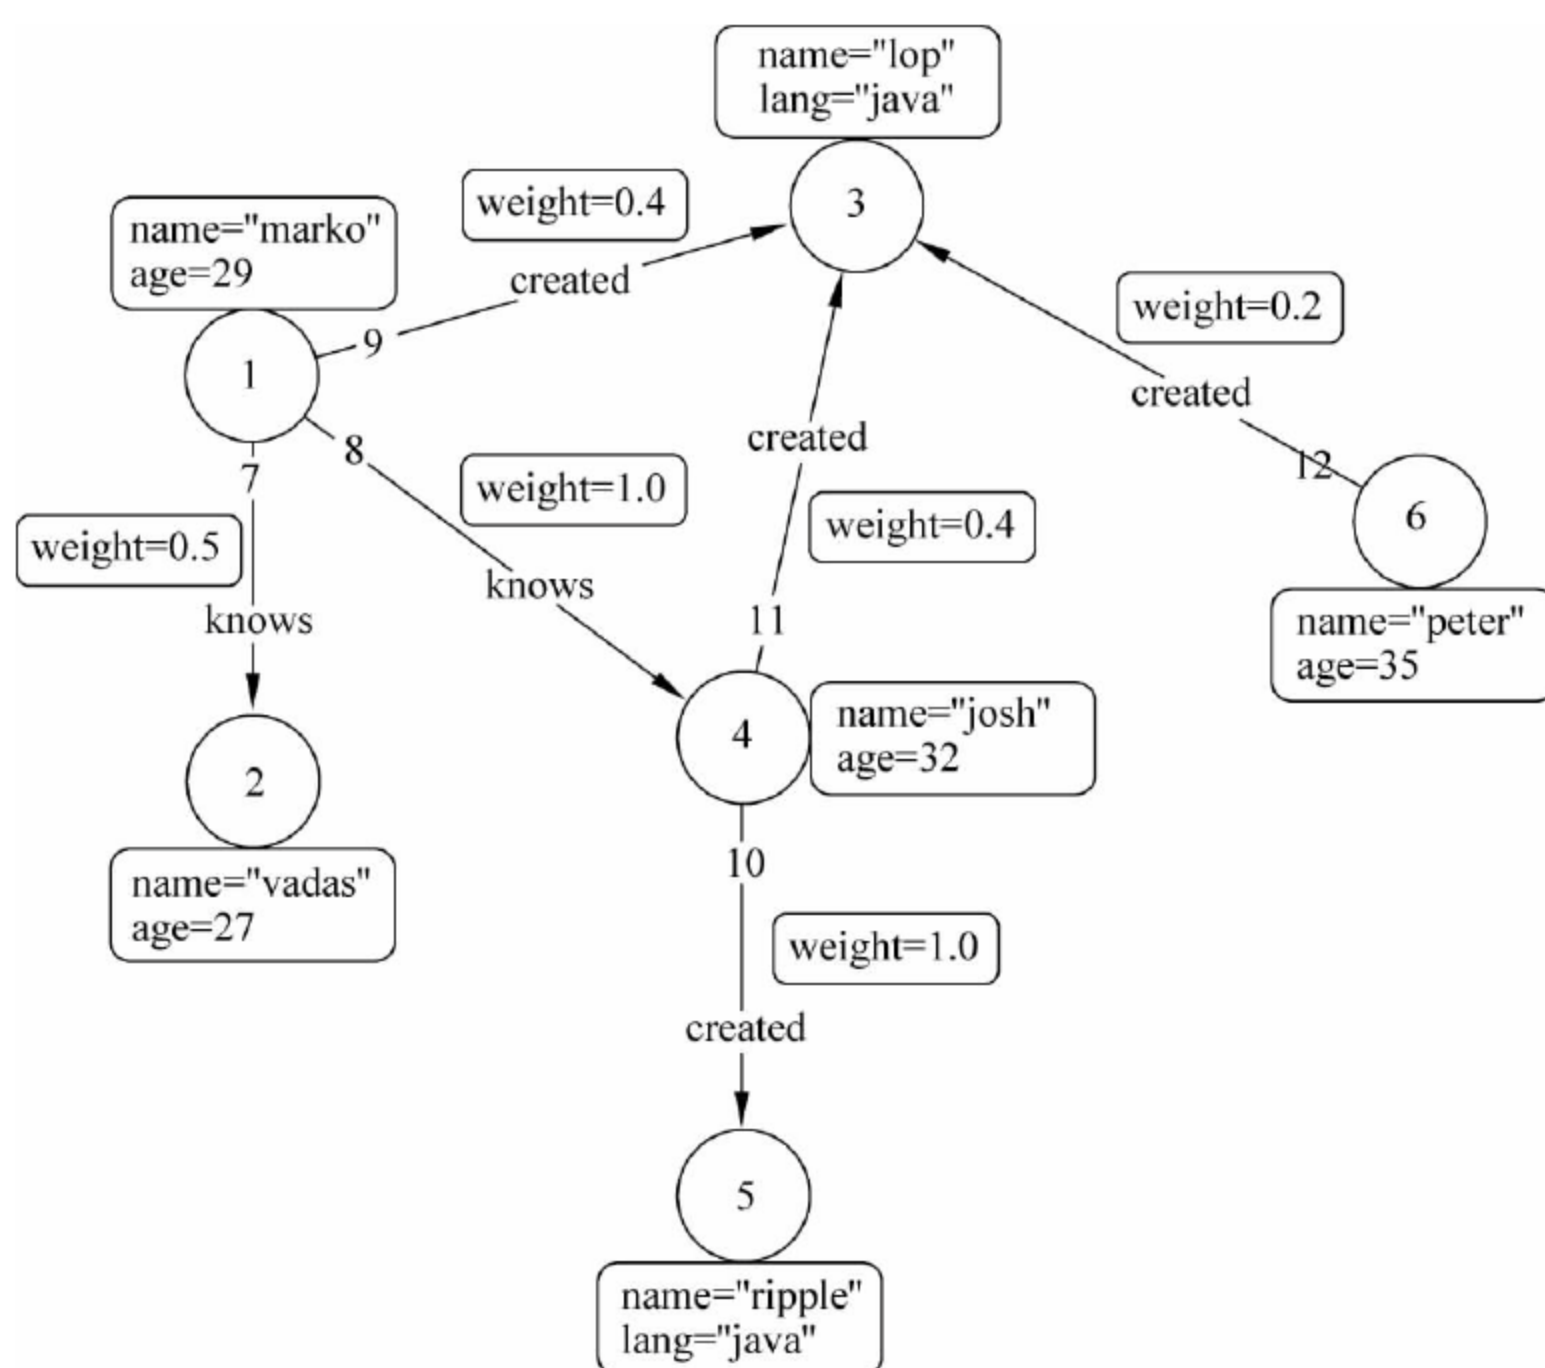 name="lop"
lang="java"
3
weight=0.4
name="marko"
age=29
created
9
1
weight=0.2
created
12
8
7
created
weight=1.0
weight=0.4
6
weight=0.5
knows
knows
11
name="peter"
age=35
4
name="josh"
age=32
2
name="vadas"
age=27
10
weight=1.0
created
5
name="ripple"
lang="java"